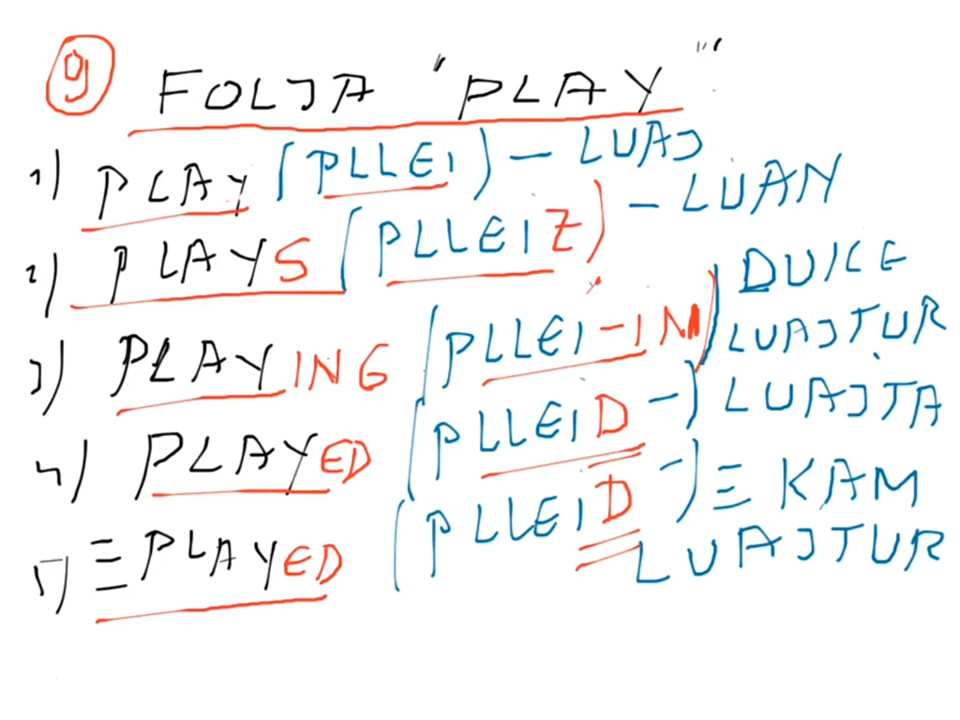 9 FOLJA "PLAY"
1) PLAY (PLLEI) – LUAJ
2) PLAYS (PLLEIZ) – LUAN
3) PLAYING (PLLEI-IN) DUKE LUAJTUR
4) PLAYED (PLLEID –) LUAJTA
5) ≡ PLAYED (PLLEID –) ≡ KAM LUAJTUR